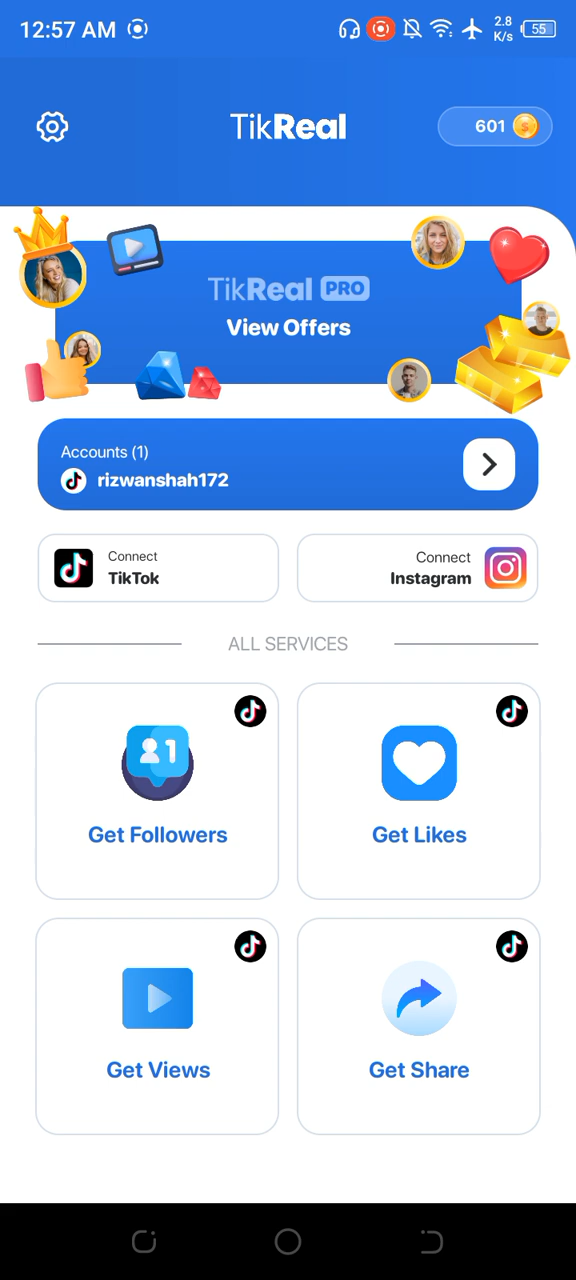 12:57 AM
2.8
K/s
55
TikReal
601
TikReal PRO
View Offers
Accounts (1)
rizwanshah172
Connect
TikTok
Connect
Instagram
ALL SERVICES
1
Get Followers
Get Likes
Get Views
Get Share